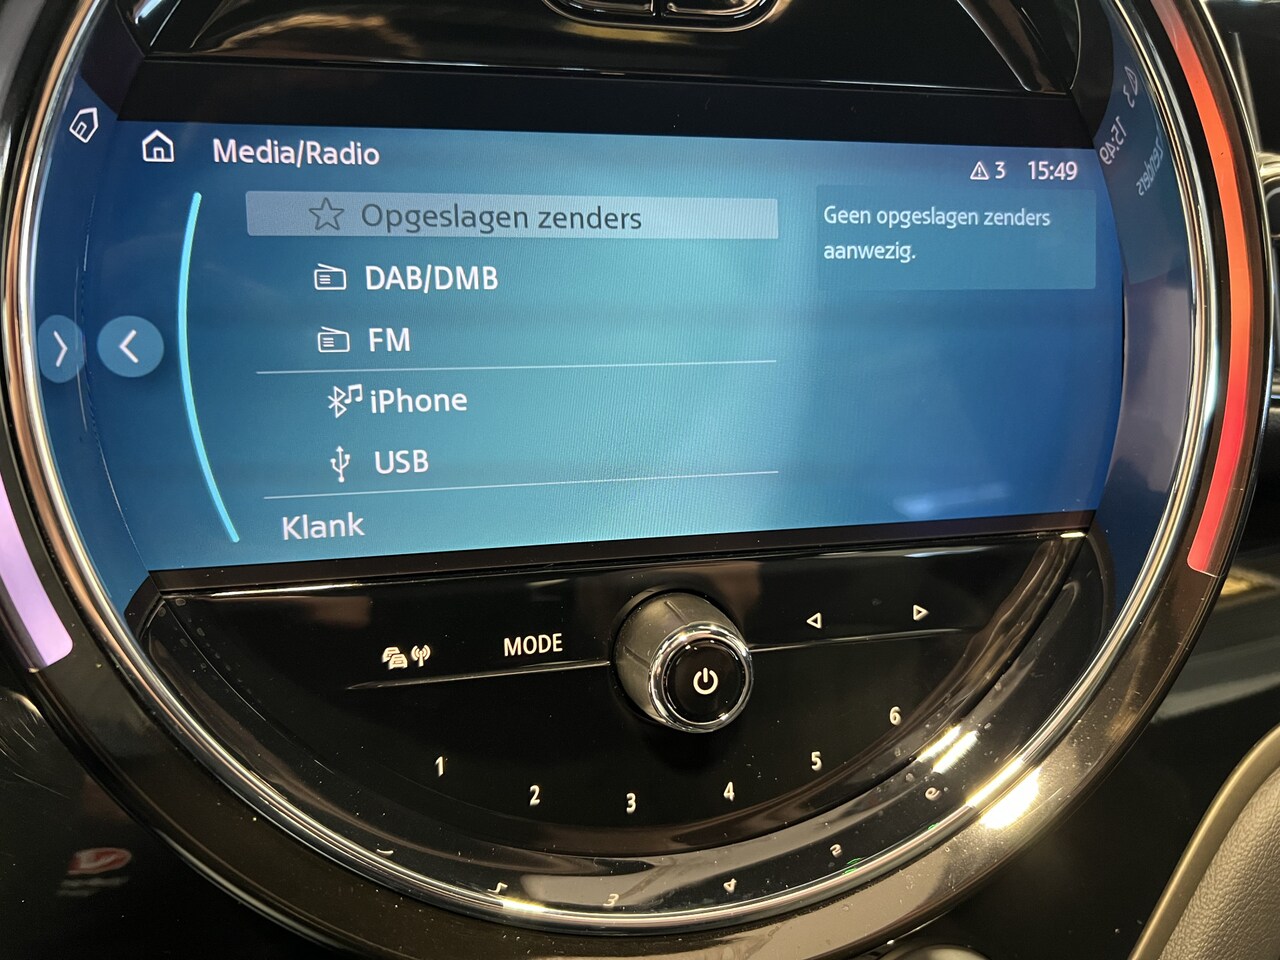 Media/Radio
3 15:49
Opgeslagen zenders
Geen opgeslagen zenders
aanwezig.
DAB/DMB
FM
iPhone
USB
Klank
MODE
1 2 3 4 5 6